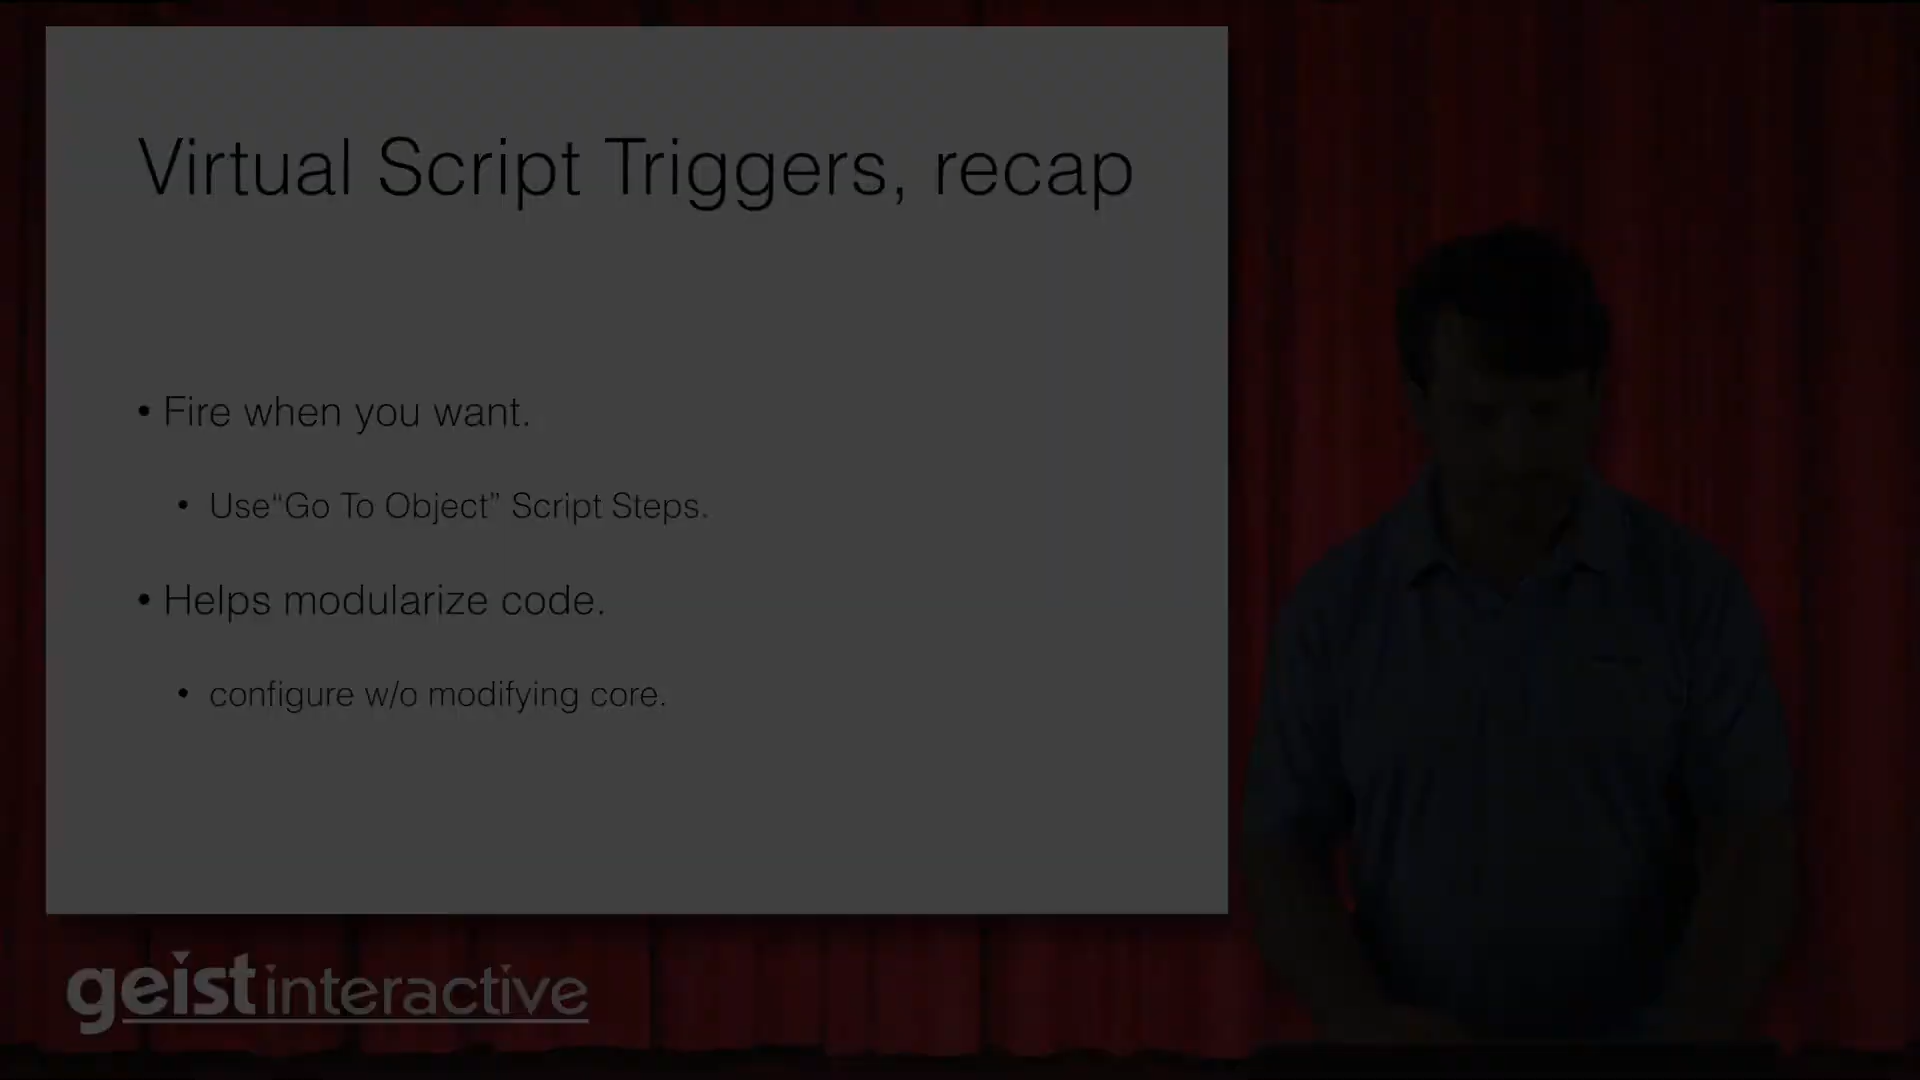 Virtual Script Triggers, recap
• Fire when you want.
• Use“Go To Object” Script Steps.
• Helps modularize code.
• configure w/o modifying core.
geistinteractive